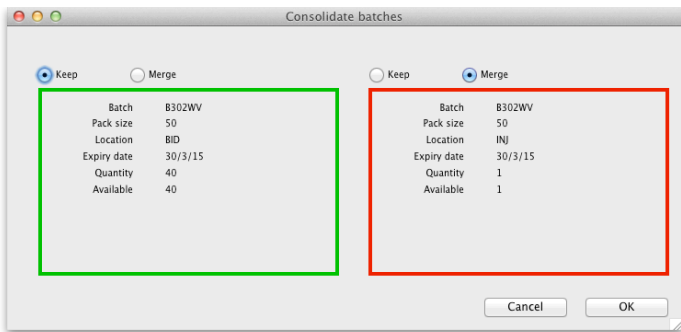 Consolidate batches
Keep Merge Keep Merge
Batch B302WV
Pack size 50
Location BID
Expiry date 30/3/15
Quantity 40
Available 40
Batch B302WV
Pack size 50
Location INJ
Expiry date 30/3/15
Quantity 1
Available 1
Cancel OK